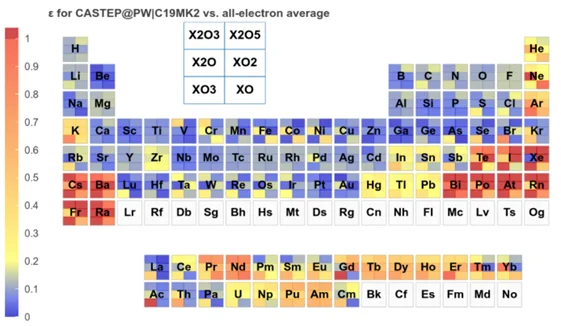 ε for CASTEP@PW|C19MK2 vs. all-electron average
1
0.9
0.8
0.7
0.6
0.5
0.4
0.3
0.2
0.1
0
X2O3 X2O5
X2O XO2
XO3 XO
H He
Li Be B C N O F Ne
Na Mg Al Si P S Cl Ar
K Ca Sc Ti V Cr Mn Fe Co Ni Cu Zn Ga Ge As Se Br Kr
Rb Sr Y Zr Nb Mo Tc Ru Rh Pd Ag Cd In Sn Sb Te I Xe
Cs Ba Lu Hf Ta W Re Os Ir Pt Au Hg Tl Pb Bi Po At Rn
Fr Ra Lr Rf Db Sg Bh Hs Mt Ds Rg Cn Nh Fl Mc Lv Ts Og
La Ce Pr Nd Pm Sm Eu Gd Tb Dy Ho Er Tm Yb
Ac Th Pa U Np Pu Am Cm Bk Cf Es Fm Md No